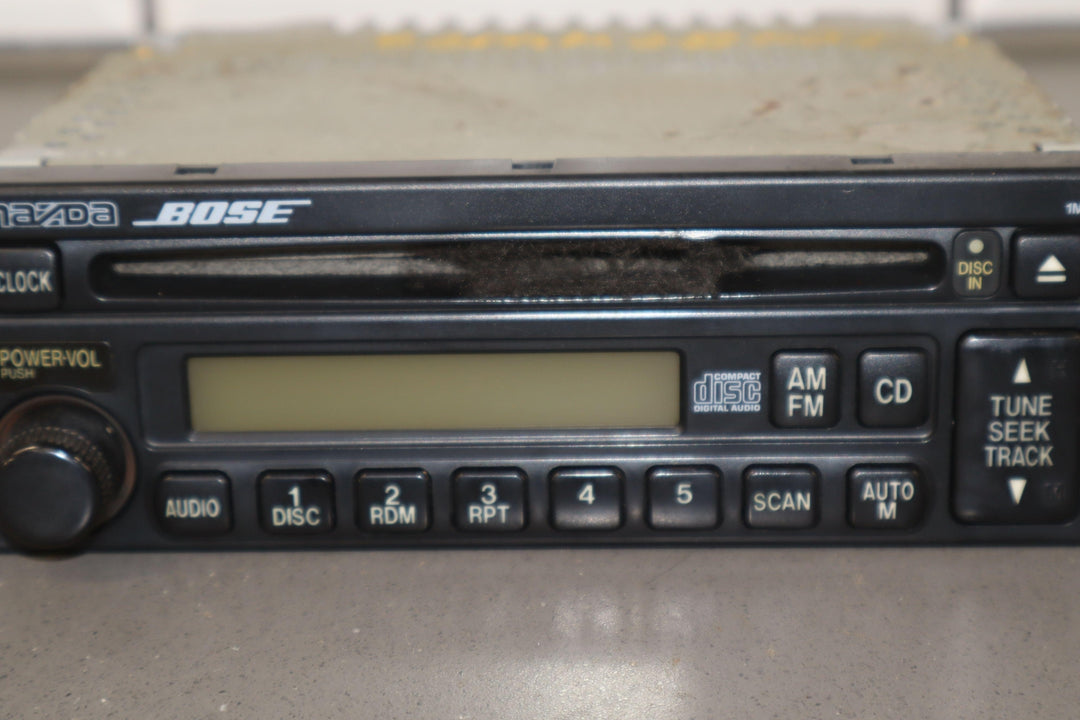 mazda BOSE
CLOCK
DISC
IN
POWER-VOL
PUSH
COMPACT
disc
DIGITAL AUDIO
AM
FM
CD
TUNE
SEEK
TRACK
AUDIO
1
DISC
2
RDM
3
RPT
4
5
SCAN
AUTO
M